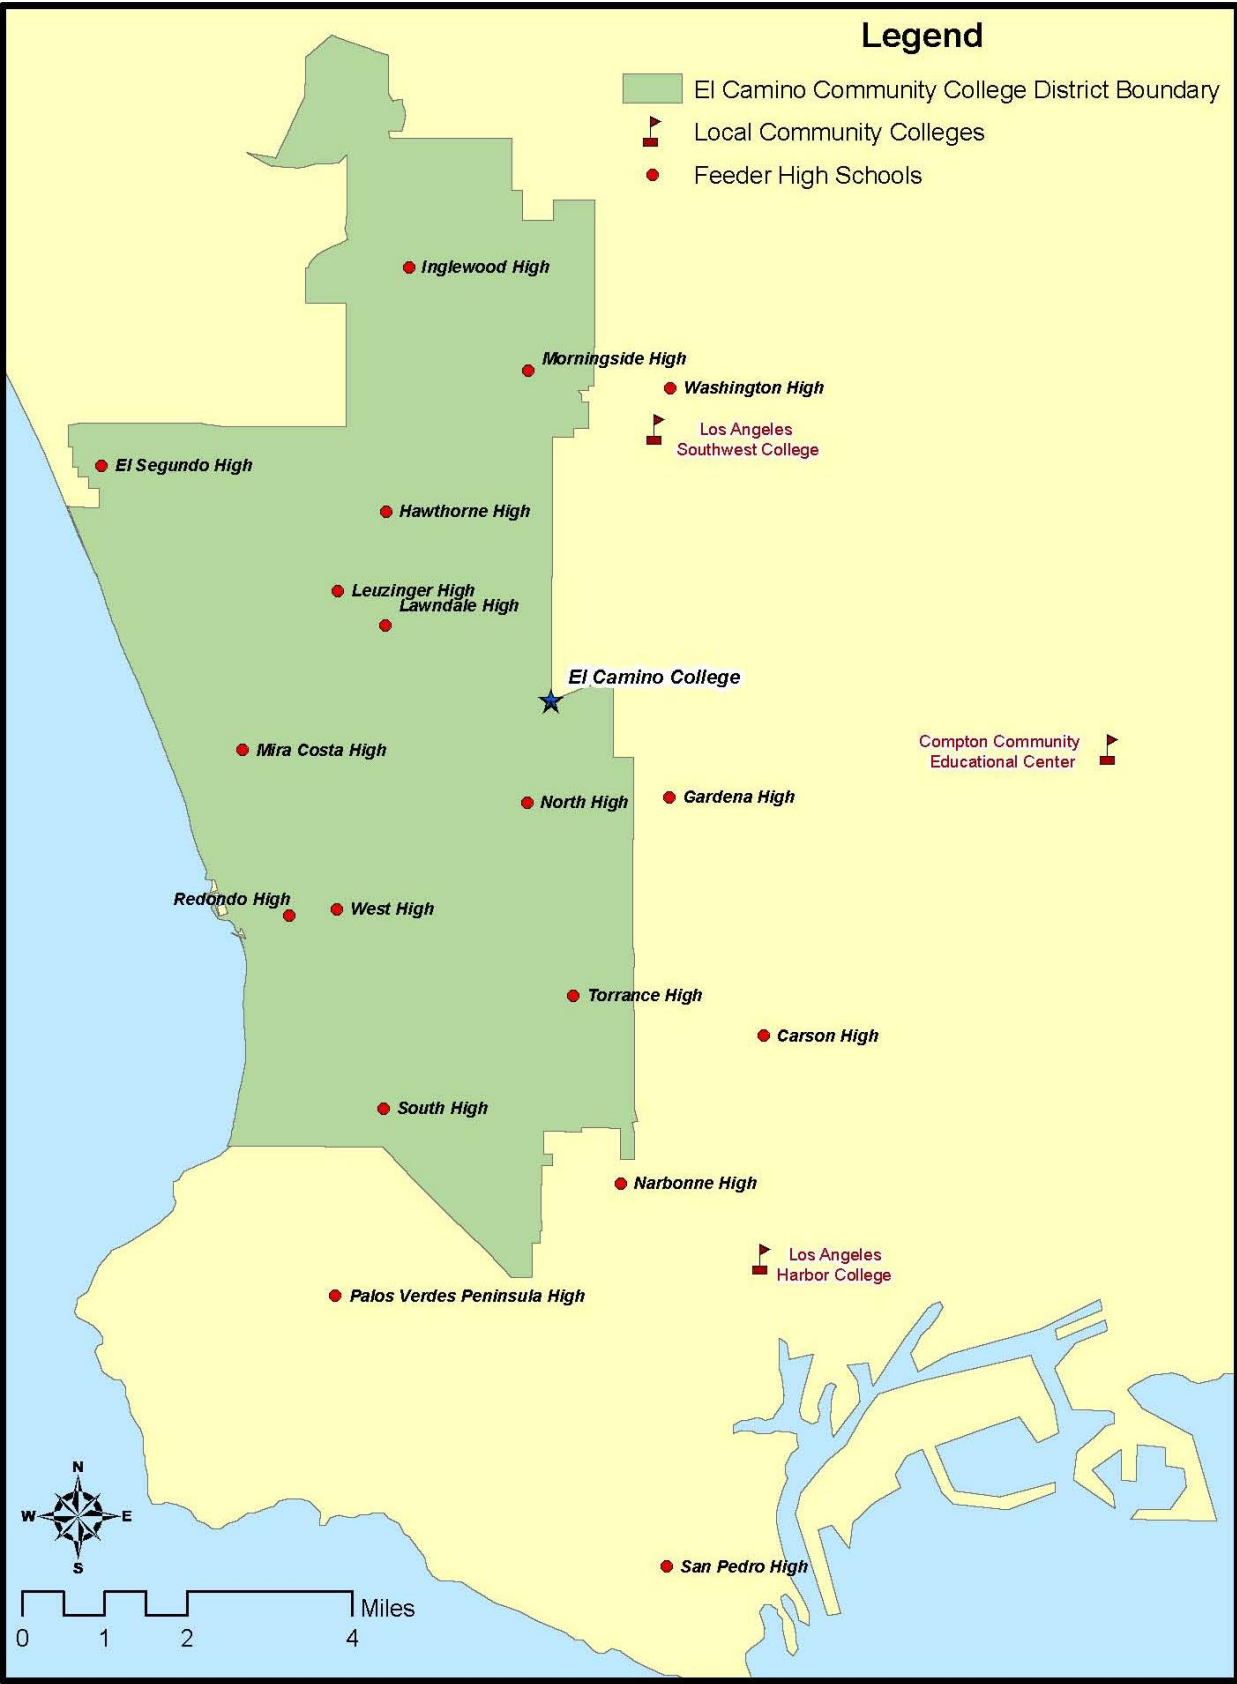 Legend
El Camino Community College District Boundary
Local Community Colleges
Feeder High Schools
Inglewood High
Morningside High
Washington High
Los Angeles
Southwest College
El Segundo High
Hawthorne High
Leuzinger High
Lawndale High
El Camino College
Mira Costa High
Compton Community
Educational Center
North High
Gardena High
Redondo High
West High
Torrance High
Carson High
South High
Narbonne High
Los Angeles
Harbor College
Palos Verdes Peninsula High
San Pedro High
N
W E
S
Miles
0 1 2 4